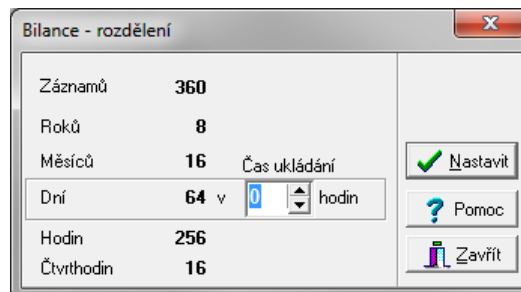 Bilance - rozdělení
Záznamů 360
Roků 8
Měsíců 16 Čas ukládání
Dní 64 v 0 hodin
Hodin 256
Čtvrthodin 16
Nastavit
Pomoc
Zavřít